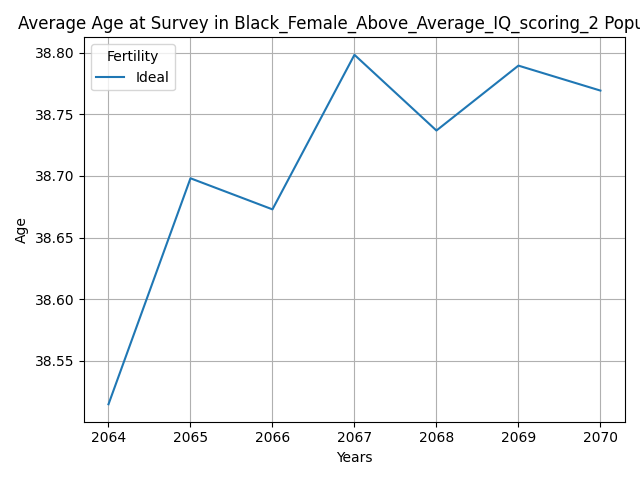 Average Age at Survey in Black_Female_Above_Average_IQ_scoring_2 Popu
Fertility
Ideal
38.80
38.75
38.70
38.65
38.60
38.55
Age
2064 2065 2066 2067 2068 2069 2070
Years